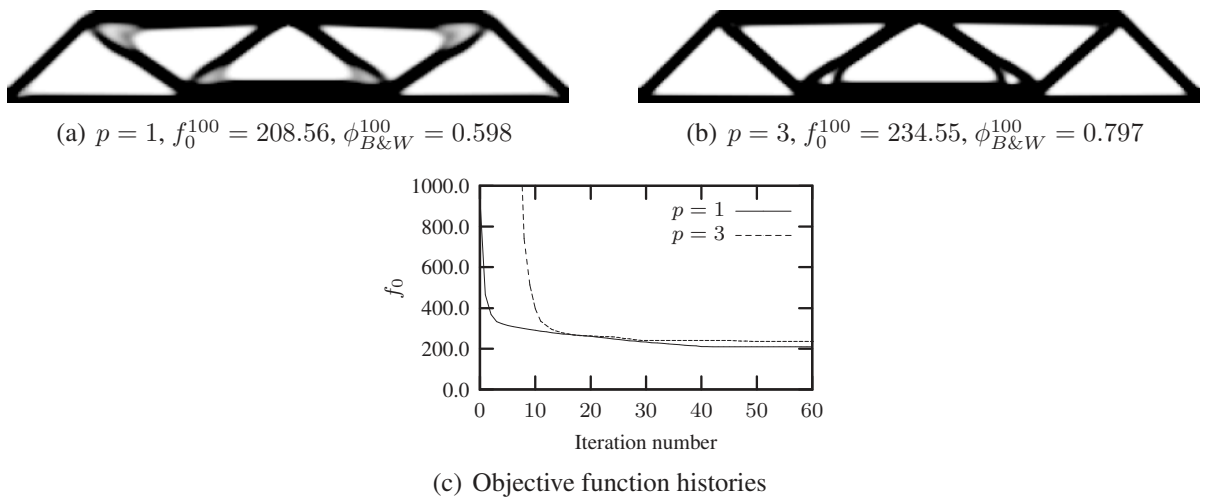 (a) p = 1, f_0^{100} = 208.56, ϕ_{B&W}^{100} = 0.598
(b) p = 3, f_0^{100} = 234.55, ϕ_{B&W}^{100} = 0.797
1000.0
800.0
600.0
400.0
200.0
0.0
f_0
p = 1
p = 3
0 10 20 30 40 50 60
Iteration number
(c) Objective function histories